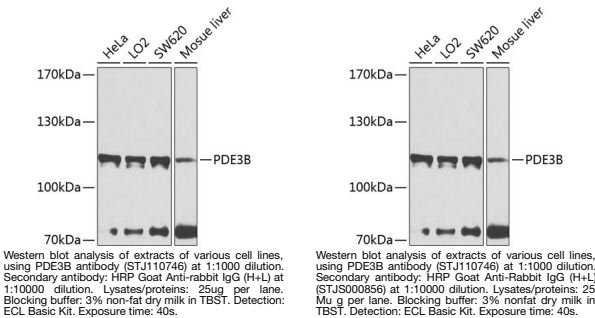 HeLa
LO2
SW620
Mosue liver
170kDa
130kDa
100kDa
70kDa
PDE3B
Western blot analysis of extracts of various cell lines,
using PDE3B antibody (STJ110746) at 1:1000 dilution.
Secondary antibody: HRP Goat Anti-rabbit IgG (H+L) at
1:10000 dilution. Lysates/proteins: 25ug per lane.
Blocking buffer: 3% non-fat dry milk in TBST. Detection:
ECL Basic Kit. Exposure time: 40s.
HeLa
LO2
SW620
Mosue liver
170kDa
130kDa
100kDa
70kDa
PDE3B
Western blot analysis of extracts of various cell lines,
using PDE3B antibody (STJ110746) at 1:1000 dilution.
Secondary antibody: HRP Goat Anti-Rabbit IgG (H+L)
(STJS000856) at 1:10000 dilution. Lysates/proteins: 25
Mu g per lane. Blocking buffer: 3% nonfat dry milk in
TBST. Detection: ECL Basic Kit. Exposure time: 40s.